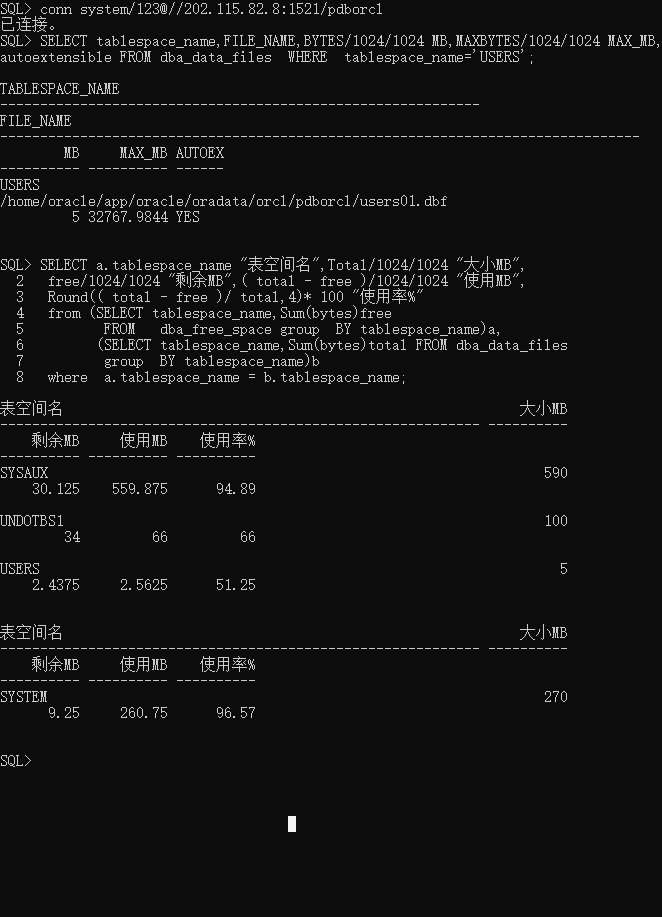 SQL> conn system/123@//202.115.82.8:1521/pdborcl
已连接。
SQL> SELECT tablespace_name,FILE_NAME,BYTES/1024/1024 MB,MAXBYTES/1024/1024 MAX_MB,
autoextensible FROM dba_data_files  WHERE  tablespace_name='USERS';
TABLESPACE_NAME
------------------------------------------------------------
FILE_NAME
--------------------------------------------------------------------------------
        MB     MAX_MB AUTOEX
---------- ---------- ------
USERS
/home/oracle/app/oracle/oradata/orcl/pdborcl/users01.dbf
         5 32767.9844 YES
SQL> SELECT a.tablespace_name "表空间名",Total/1024/1024 "大小MB",
  2   free/1024/1024 "剩余MB",( total - free )/1024/1024 "使用MB",
  3   Round(( total - free )/ total,4)* 100 "使用率%"
  4   from (SELECT tablespace_name,Sum(bytes)free
  5          FROM   dba_free_space group  BY tablespace_name)a,
  6         (SELECT tablespace_name,Sum(bytes)total FROM dba_data_files
  7          group  BY tablespace_name)b
  8   where  a.tablespace_name = b.tablespace_name;
表空间名                                                         大小MB
------------------------------------------------------------ ----------
    剩余MB     使用MB    使用率%
---------- ---------- ----------
SYSAUX                                                              590
    30.125    559.875      94.89
UNDOTBS1                                                            100
        34         66         66
USERS                                                                 5
    2.4375     2.5625      51.25
表空间名                                                         大小MB
------------------------------------------------------------ ----------
    剩余MB     使用MB    使用率%
---------- ---------- ----------
SYSTEM                                                              270
      9.25     260.75      96.57
SQL>